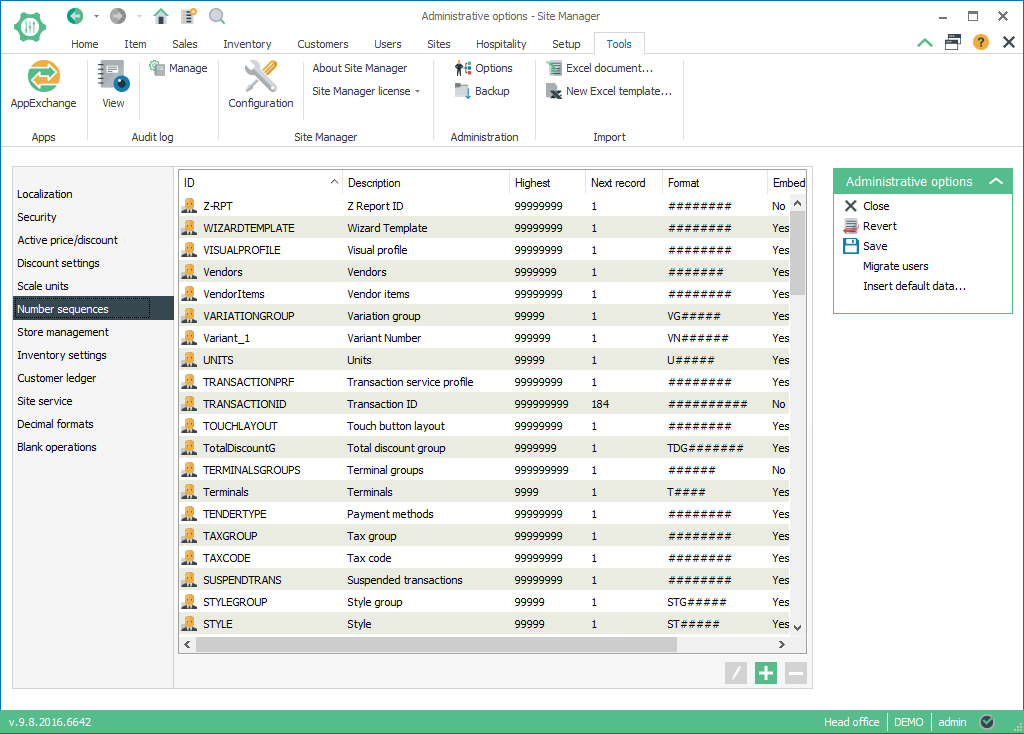 Administrative options - Site Manager
Home Item Sales Inventory Customers Users Sites Hospitality Setup Tools
AppExchange
Apps
View
Manage
Audit log
Configuration
About Site Manager
Site Manager license
Site Manager
Options
Backup
Administration
Excel document...
New Excel template...
Import
Localization
Security
Active price/discount
Discount settings
Scale units
Number sequences
Store management
Inventory settings
Customer ledger
Site service
Decimal formats
Blank operations
ID Description Highest Next record Format Embed
Z-RPT Z Report ID 99999999 1 ######## No
WIZARDTEMPLATE Wizard Template 99999999 1 ######## Yes
VISUALPROFILE Visual profile 99999999 1 ######## Yes
Vendors Vendors 9999999 1 ####### Yes
VendorItems Vendor items 99999999 1 ######## Yes
VARIATIONGROUP Variation group 99999 1 VG##### Yes
Variant_1 Variant Number 999999 1 VN###### Yes
UNITS Units 99999 1 U##### Yes
TRANSACTIONPRF Transaction service profile 99999999 1 ######## Yes
TRANSACTIONID Transaction ID 999999999 184 ########## No
TOUCHLAYOUT Touch button layout 99999999 1 ######## Yes
TotalDiscountG Total discount group 9999999 1 TDG####### Yes
TERMINALSGROUPS Terminal groups 999999999 1 ###### No
Terminals Terminals 9999 1 T#### Yes
TENDERTYPE Payment methods 99999999 1 ######## Yes
TAXGROUP Tax group 99999999 1 ######## Yes
TAXCODE Tax code 99999999 1 ######## Yes
SUSPENDTRANS Suspended transactions 99999999 1 ######## Yes
STYLEGROUP Style group 99999 1 STG##### Yes
STYLE Style 99999 1 ST##### Yes
Administrative options
Close
Revert
Save
Migrate users
Insert default data...
v.9.8.2016.6642 Head office DEMO admin